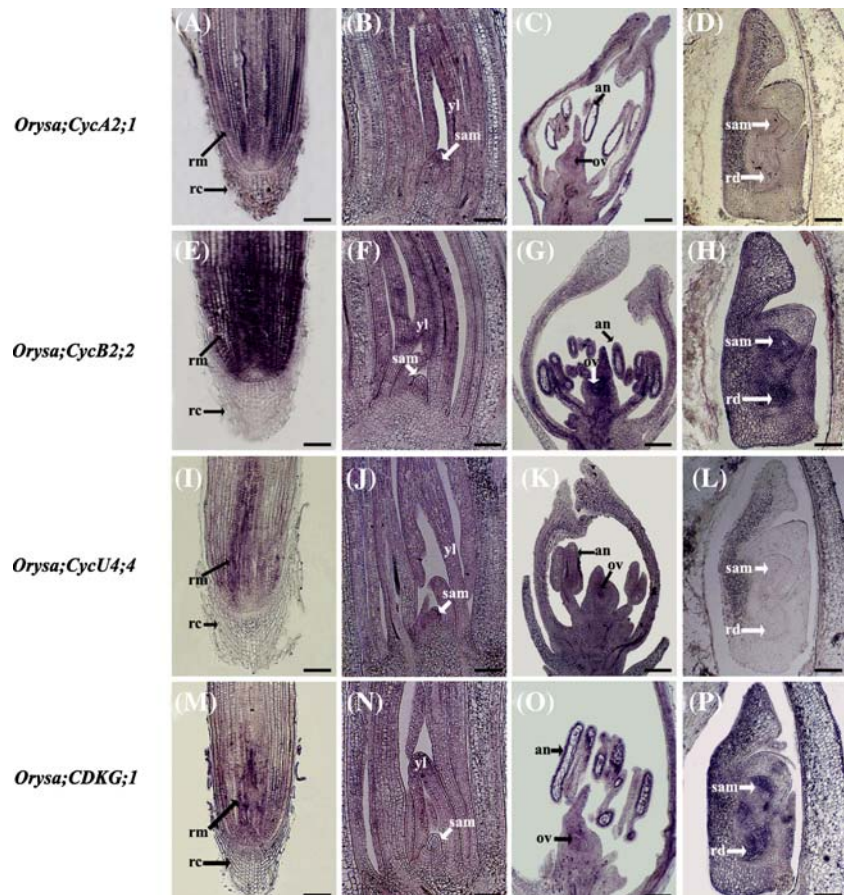 (A) (B) (C) (D)
Orysa;CycA2;1
rm
rc
yl
sam
an
ov
sam
rd
(E) (F) (G) (H)
Orysa;CycB2;2
rm
rc
yl
sam
an
ov
sam
rd
(I) (J) (K) (L)
Orysa;CycU4;4
rm
rc
yl
sam
an
ov
sam
rd
(M) (N) (O) (P)
Orysa;CDKG;1
rm
rc
yl
sam
an
ov
sam
rd